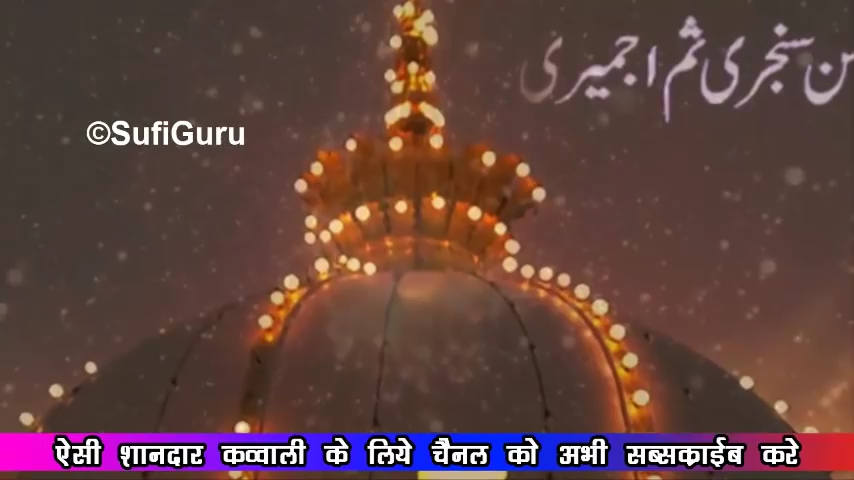 سنجری ثم اجمیری
©SufiGuru
ऐसी शानदार कव्वाली के लिये चैनल को अभी सब्सक्राईब करे